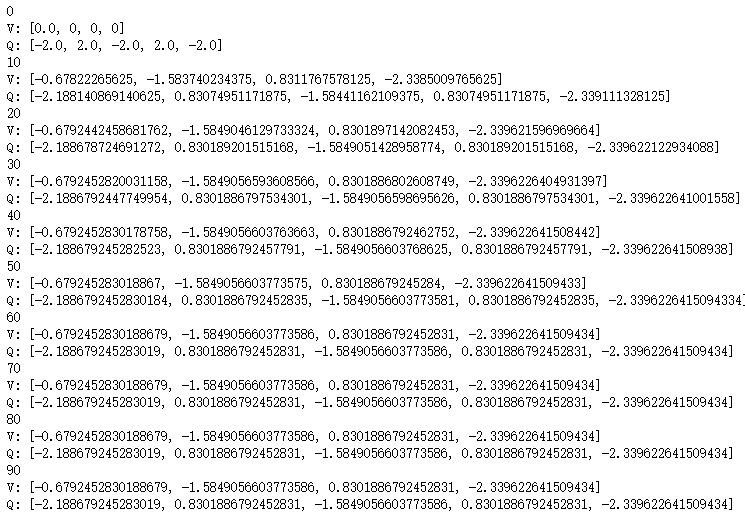 0
V: [0.0, 0, 0, 0]
Q: [-2.0, 2.0, -2.0, 2.0, -2.0]
10
V: [-0.67822265625, -1.583740234375, 0.8311767578125, -2.3385009765625]
Q: [-2.188140869140625, 0.83074951171875, -1.58441162109375, 0.83074951171875, -2.339111328125]
20
V: [-0.6792442458681762, -1.5849046129733324, 0.8301897142082453, -2.339621596969664]
Q: [-2.188678724691272, 0.830189201515168, -1.5849051428958774, 0.830189201515168, -2.339622122934088]
30
V: [-0.6792452820031158, -1.5849056593608566, 0.8301886802608749, -2.3396226404931397]
Q: [-2.1886792447749954, 0.8301886797534301, -1.5849056598695626, 0.8301886797534301, -2.339622641001558]
40
V: [-0.6792452830178758, -1.5849056603763663, 0.8301886792462752, -2.339622641508442]
Q: [-2.188679245282523, 0.8301886792457791, -1.5849056603768625, 0.8301886792457791, -2.339622641508938]
50
V: [-0.679245283018867, -1.5849056603773575, 0.830188679245284, -2.339622641509433]
Q: [-2.1886792452830184, 0.8301886792452835, -1.5849056603773581, 0.8301886792452835, -2.3396226415094334]
60
V: [-0.6792452830188679, -1.5849056603773586, 0.8301886792452831, -2.339622641509434]
Q: [-2.188679245283019, 0.8301886792452831, -1.5849056603773586, 0.8301886792452831, -2.339622641509434]
70
V: [-0.6792452830188679, -1.5849056603773586, 0.8301886792452831, -2.339622641509434]
Q: [-2.188679245283019, 0.8301886792452831, -1.5849056603773586, 0.8301886792452831, -2.339622641509434]
80
V: [-0.6792452830188679, -1.5849056603773586, 0.8301886792452831, -2.339622641509434]
Q: [-2.188679245283019, 0.8301886792452831, -1.5849056603773586, 0.8301886792452831, -2.339622641509434]
90
V: [-0.6792452830188679, -1.5849056603773586, 0.8301886792452831, -2.339622641509434]
Q: [-2.188679245283019, 0.8301886792452831, -1.5849056603773586, 0.8301886792452831, -2.339622641509434]